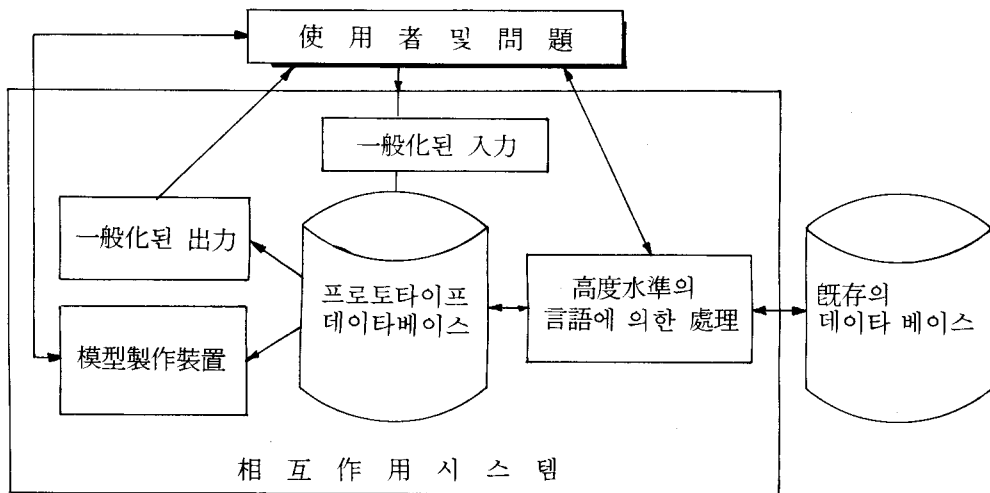 使用者 및 問題
一般化된 入力
一般化된 出力
프로토타이프
데이타베이스
高度水準의
言語에 의한 處理
旣存의
데이타 베이스
模型製作裝置
相互作用시스템